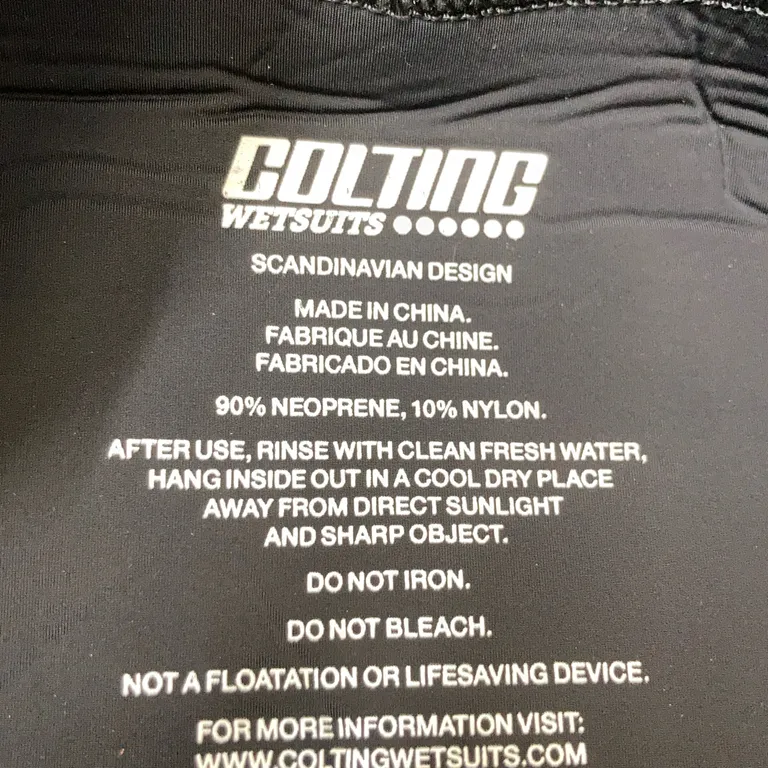 COLTING
WETSUITS
SCANDINAVIAN DESIGN
MADE IN CHINA.
FABRIQUE AU CHINE.
FABRICADO EN CHINA.
90% NEOPRENE, 10% NYLON.
AFTER USE, RINSE WITH CLEAN FRESH WATER,
HANG INSIDE OUT IN A COOL DRY PLACE
AWAY FROM DIRECT SUNLIGHT
AND SHARP OBJECT.
DO NOT IRON.
DO NOT BLEACH.
NOT A FLOATATION OR LIFESAVING DEVICE.
FOR MORE INFORMATION VISIT:
WWW.COLTINGWETSUITS.COM